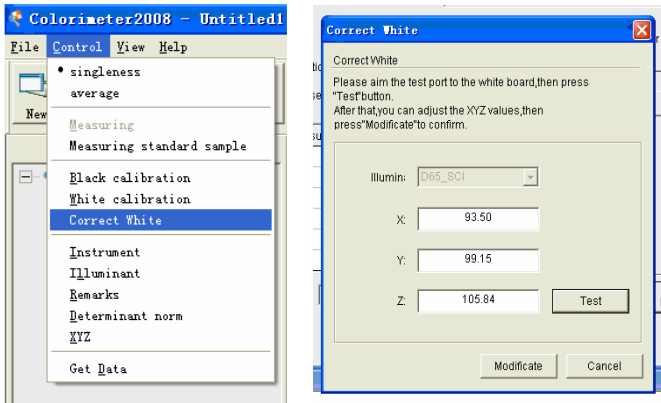 Colorimeter2008 - Untitled1
File Control View Help
• singleness
average
New
Measuring
Measuring standard sample
Black calibration
White calibration
Correct White
Instrument
Illuminant
Remarks
Determinant norm
XYZ
Get Data
Correct White
Correct White
Please aim the test port to the white board,then press
"Test"button.
After that,you can adjust the XYZ values,then
press"Modificate"to confirm.
Illumin: D65_SCI
X: 93.50
Y: 99.15
Z: 105.84 Test
Modificate Cancel